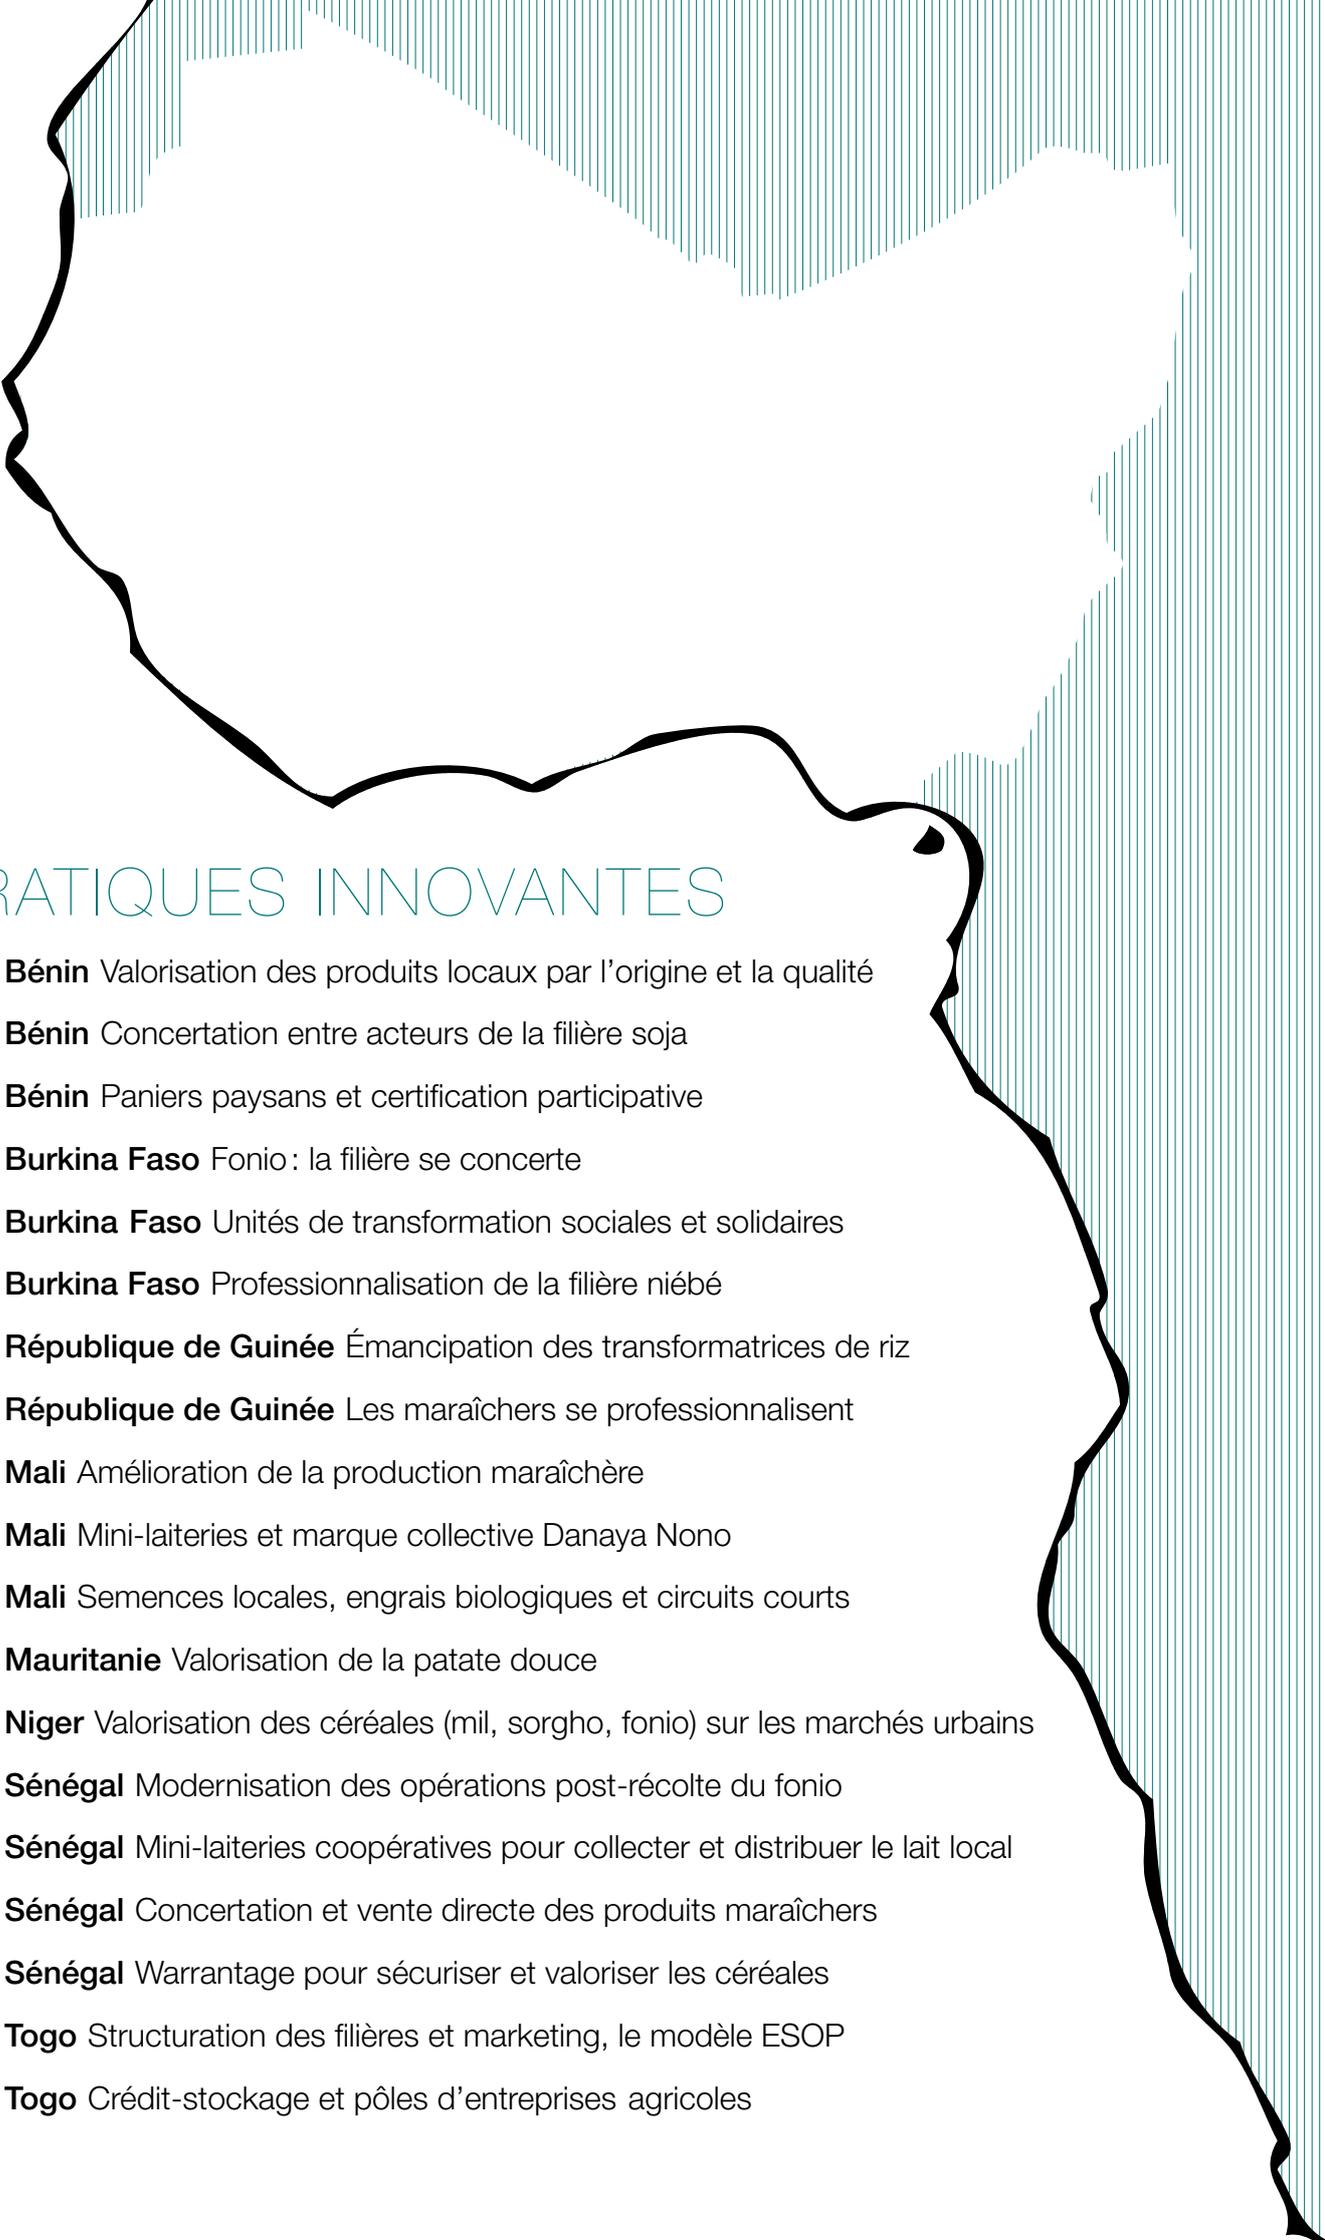 RATIQUES INNOVANTES
Bénin Valorisation des produits locaux par l’origine et la qualité
Bénin Concertation entre acteurs de la filière soja
Bénin Paniers paysans et certification participative
Burkina Faso Fonio : la filière se concerte
Burkina Faso Unités de transformation sociales et solidaires
Burkina Faso Professionnalisation de la filière niébé
République de Guinée Émancipation des transformatrices de riz
République de Guinée Les maraîchers se professionnalisent
Mali Amélioration de la production maraîchère
Mali Mini-laiteries et marque collective Danaya Nono
Mali Semences locales, engrais biologiques et circuits courts
Mauritanie Valorisation de la patate douce
Niger Valorisation des céréales (mil, sorgho, fonio) sur les marchés urbains
Sénégal Modernisation des opérations post-récolte du fonio
Sénégal Mini-laiteries coopératives pour collecter et distribuer le lait local
Sénégal Concertation et vente directe des produits maraîchers
Sénégal Warrantage pour sécuriser et valoriser les céréales
Togo Structuration des filières et marketing, le modèle ESOP
Togo Crédit-stockage et pôles d’entreprises agricoles